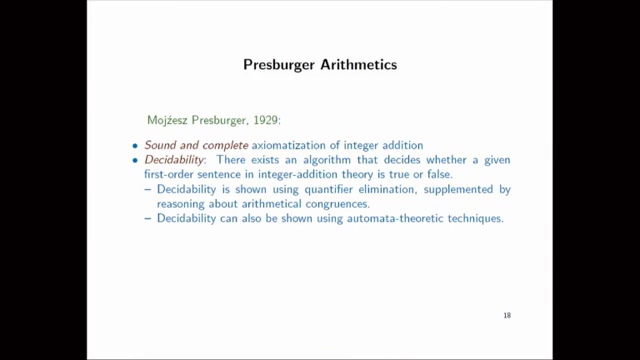 Presburger Arithmetics
Mojźesz Presburger, 1929:
• Sound and complete axiomatization of integer addition
• Decidability: There exists an algorithm that decides whether a given
first-order sentence in integer-addition theory is true or false.
– Decidability is shown using quantifier elimination, supplemented by
reasoning about arithmetical congruences.
– Decidability can also be shown using automata-theoretic techniques.
18